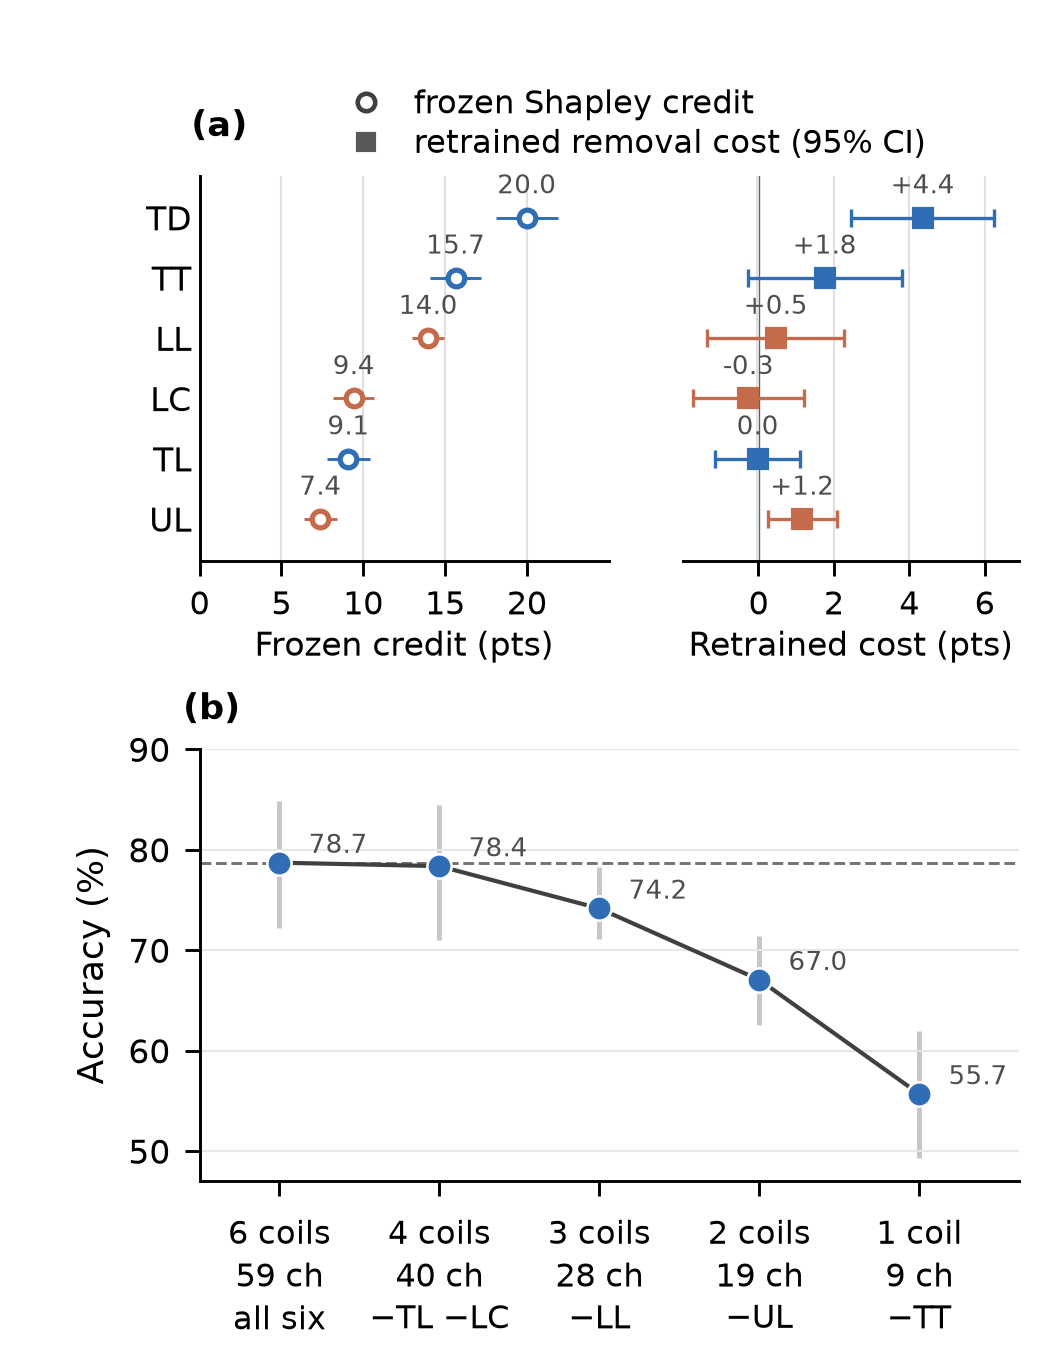 (a)
frozen Shapley credit
retrained removal cost (95% CI)
TD 20.0 +4.4
TT 15.7 +1.8
LL 14.0 +0.5
LC 9.4 -0.3
TL 9.1 0.0
UL 7.4 +1.2
0 5 10 15 20 0 2 4 6
Frozen credit (pts) Retrained cost (pts)
(b)
Accuracy (%)
90
80
70
60
50
78.7
78.4
74.2
67.0
55.7
6 coils 4 coils 3 coils 2 coils 1 coil
59 ch 40 ch 28 ch 19 ch 9 ch
all six −TL −LC −LL −UL −TT